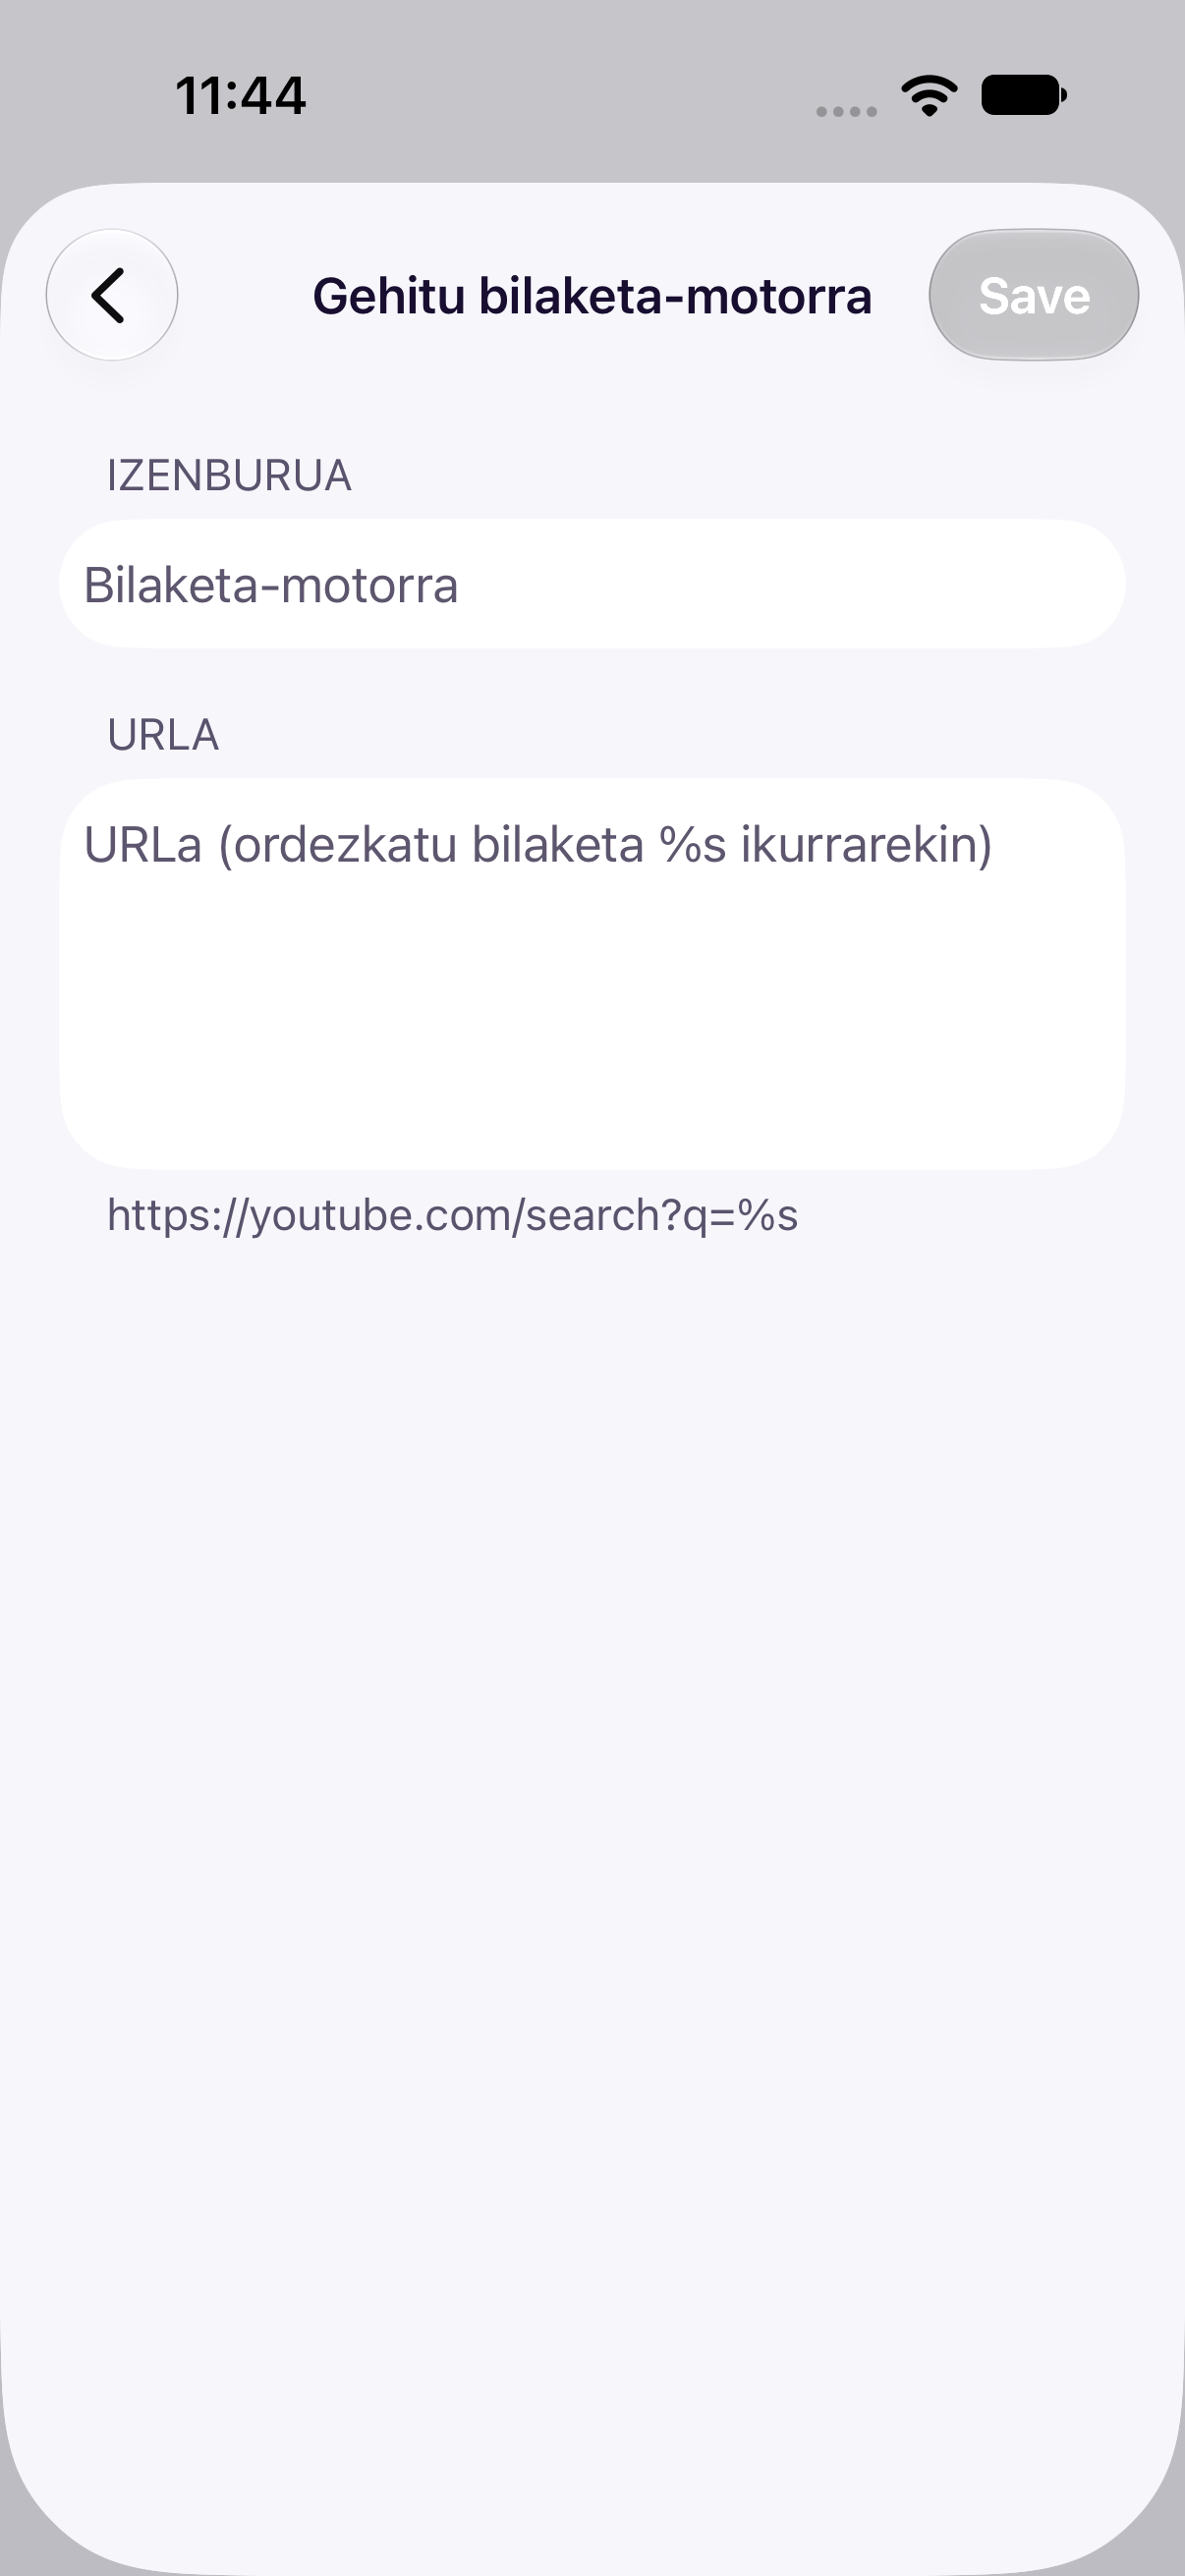 11:44
Gehitu bilaketa-motorra
Save
IZENBURUA
Bilaketa-motorra
URLA
URLa (ordezkatu bilaketa %s ikurrarekin)
https://youtube.com/search?q=%s